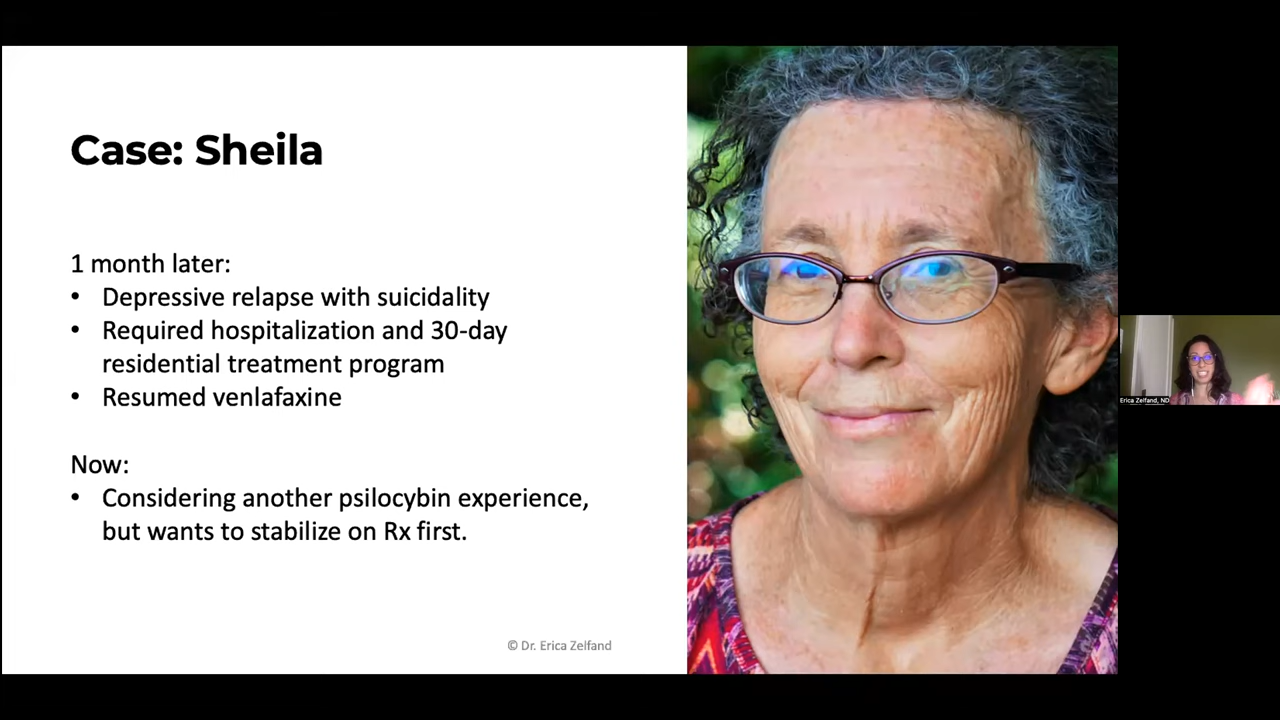 Case: Sheila
1 month later:
• Depressive relapse with suicidality
• Required hospitalization and 30-day
residential treatment program
• Resumed venlafaxine
Now:
• Considering another psilocybin experience,
but wants to stabilize on Rx first.
© Dr. Erica Zelfand
Erica Zelfand, ND